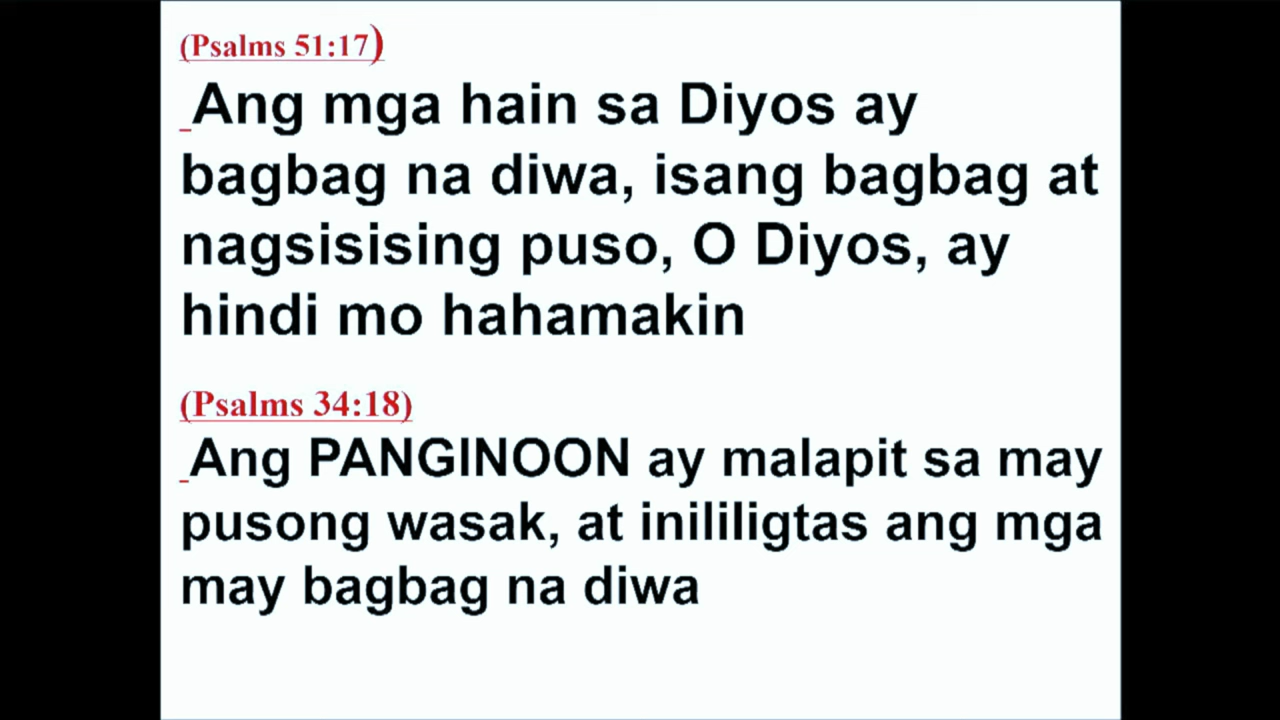 (Psalms 51:17)
Ang mga hain sa Diyos ay
bagbag na diwa, isang bagbag at
nagsisising puso, O Diyos, ay
hindi mo hahamakin
(Psalms 34:18)
Ang PANGINOON ay malapit sa may
pusong wasak, at inililigtas ang mga
may bagbag na diwa